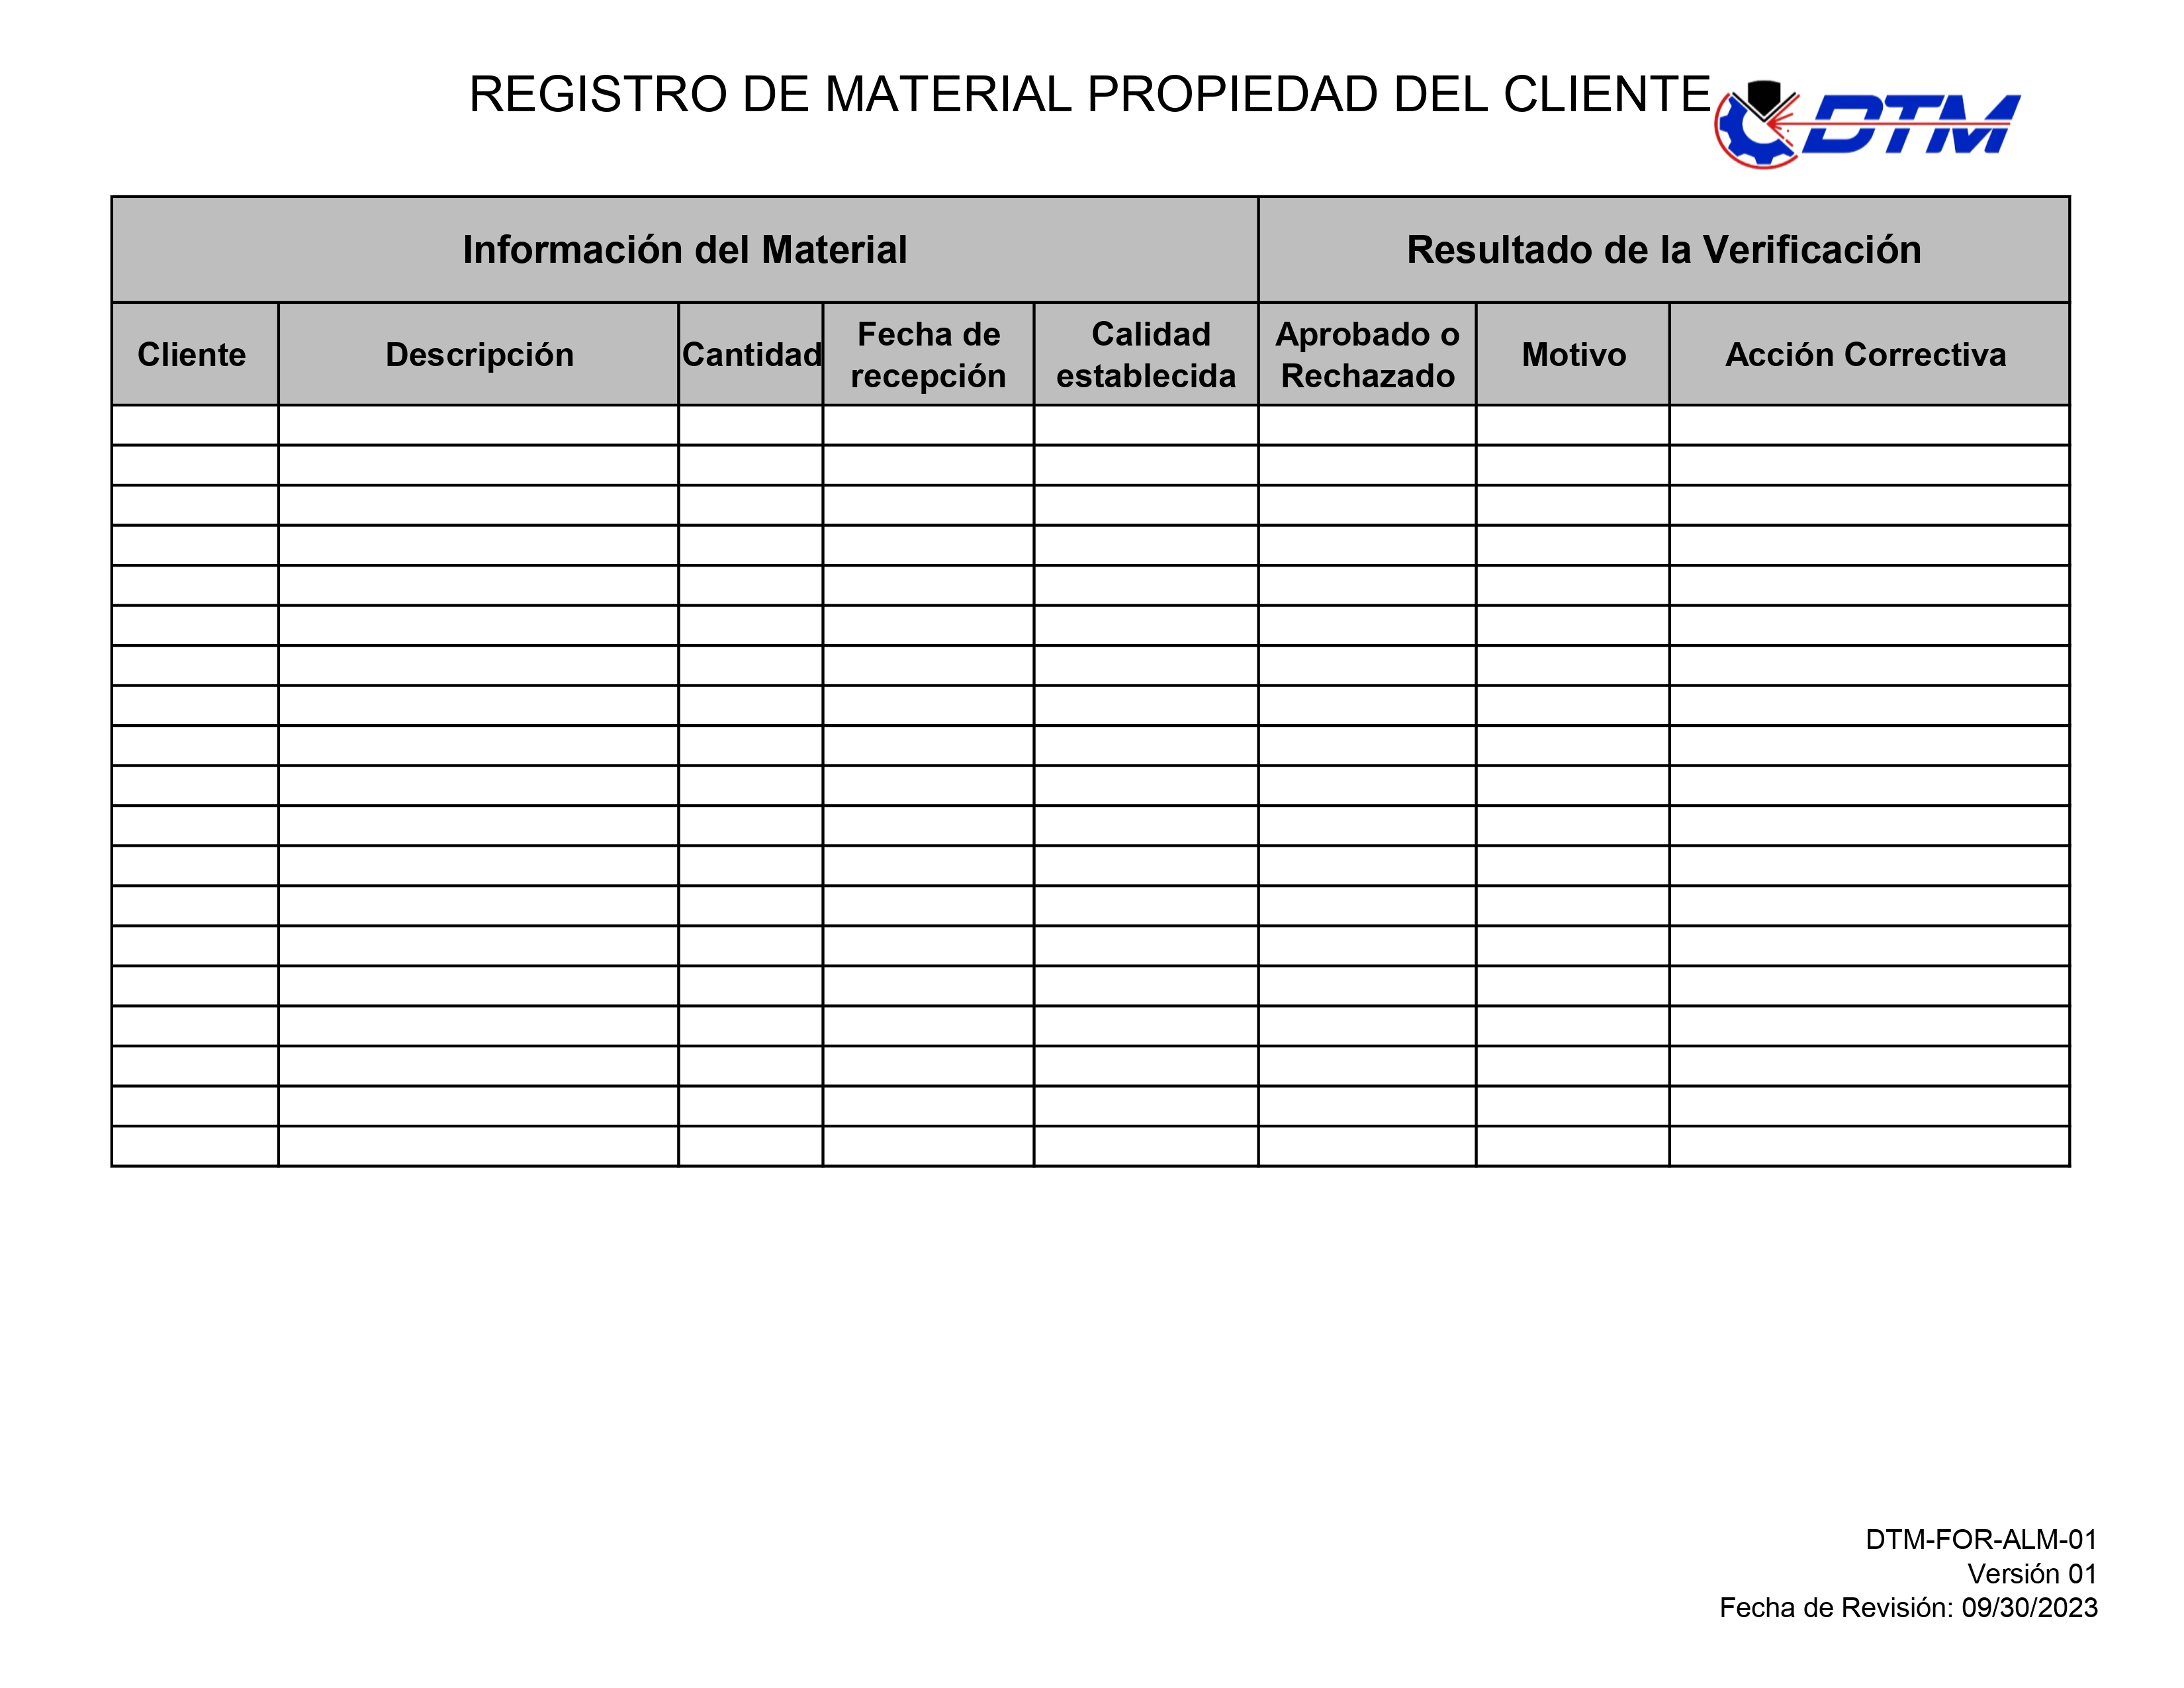 REGISTRO DE MATERIAL PROPIEDAD DEL CLIENTE
DTM
Información del Material
Resultado de la Verificación
Cliente
Descripción
Cantidad
Fecha de
recepción
Calidad
establecida
Aprobado o
Rechazado
Motivo
Acción Correctiva
DTM-FOR-ALM-01
Versión 01
Fecha de Revisión: 09/30/2023